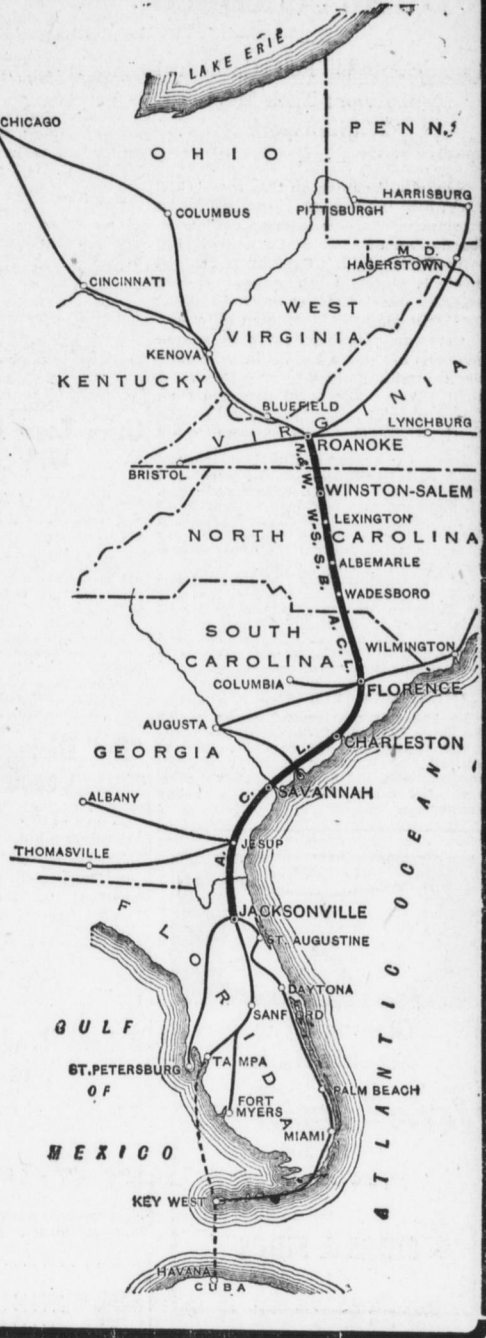 LAKE ERIE
CHICAGO
PENN.
OHIO
HARRISBURG
PITTSBURGH
COLUMBUS
M D.
HAGERSTOWN
CINCINNATI
WEST
VIRGINIA
KENOVA
KENTUCKY
BLUEFIELD
VIRGINIA
LYNCHBURG
ROANOKE
BRISTOL
N.& W.
WINSTON-SALEM
W-S. S. B.
LEXINGTON
NORTH CAROLINA
ALBEMARLE
WADESBORO
A. C. L.
SOUTH
CAROLINA
WILMINGTON
COLUMBIA
FLORENCE
AUGUSTA
CHARLESTON
GEORGIA
A. C. L.
SAVANNAH
ALBANY
JESUP
THOMASVILLE
JACKSONVILLE
FLORIDA
ST. AUGUSTINE
ATLANTIC OCEAN
DAYTONA
SANFORD
GULF
ST. PETERSBURG
TAMPA
OF
PALM BEACH
FORT
MYERS
MIAMI
MEXICO
KEY WEST
HAVANA
CUBA